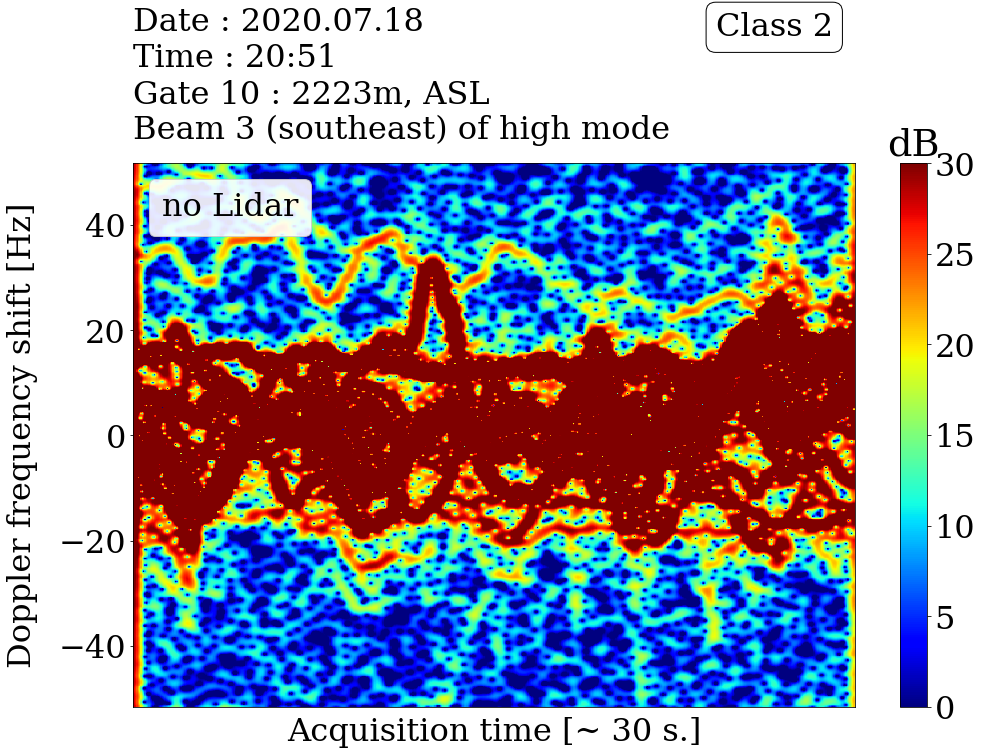 Date : 2020.07.18
Time : 20:51
Gate 10 : 2223m, ASL
Beam 3 (southeast) of high mode
Class 2
dB
no Lidar
Doppler frequency shift [Hz]
40
20
0
−20
−40
30
25
20
15
10
5
0
Acquisition time [~ 30 s.]